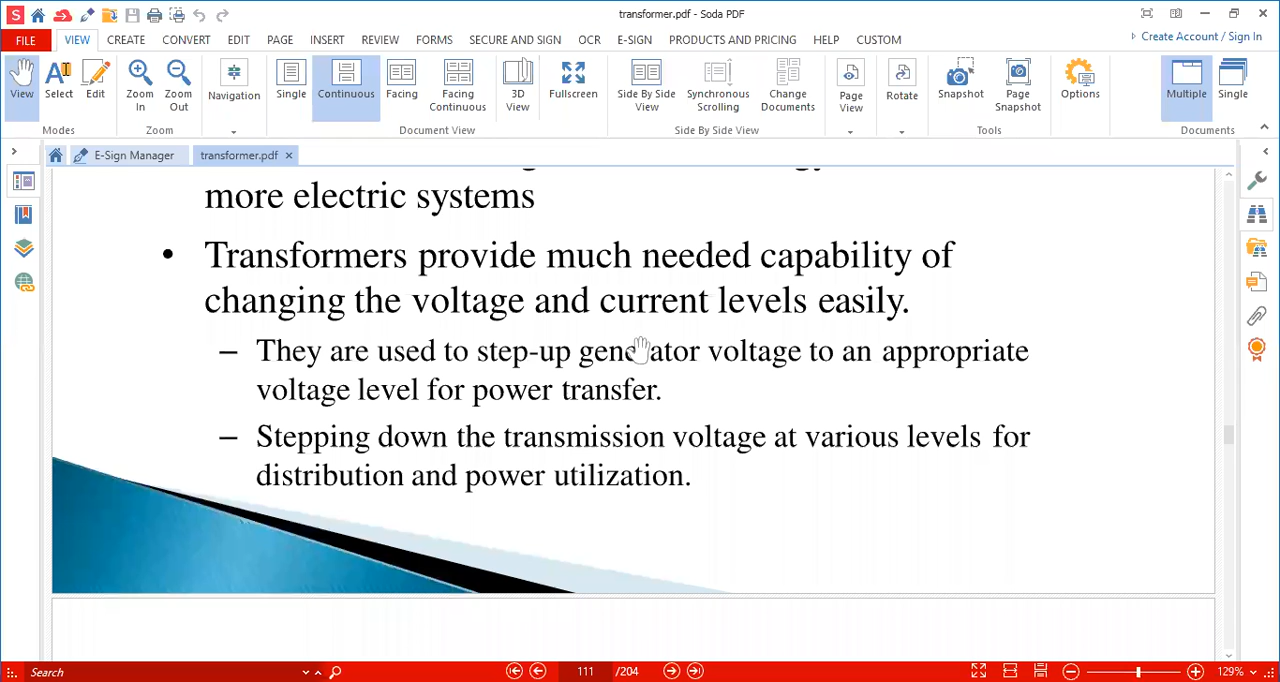 transformer.pdf - Soda PDF
FILE VIEW CREATE CONVERT EDIT PAGE INSERT REVIEW FORMS SECURE AND SIGN OCR E-SIGN PRODUCTS AND PRICING HELP CUSTOM Create Account / Sign In
View Select Edit Zoom In Zoom Out Navigation Single Continuous Facing Facing Continuous 3D View Fullscreen Side By Side View Synchronous Scrolling Change Documents Page View Rotate Snapshot Page Snapshot Options Multiple Single
Modes Zoom Document View Side By Side View Tools Documents
E-Sign Manager transformer.pdf
more electric systems
• Transformers provide much needed capability of
changing the voltage and current levels easily.
– They are used to step-up generator voltage to an appropriate
voltage level for power transfer.
– Stepping down the transmission voltage at various levels for
distribution and power utilization.
Search 111 /204 129%